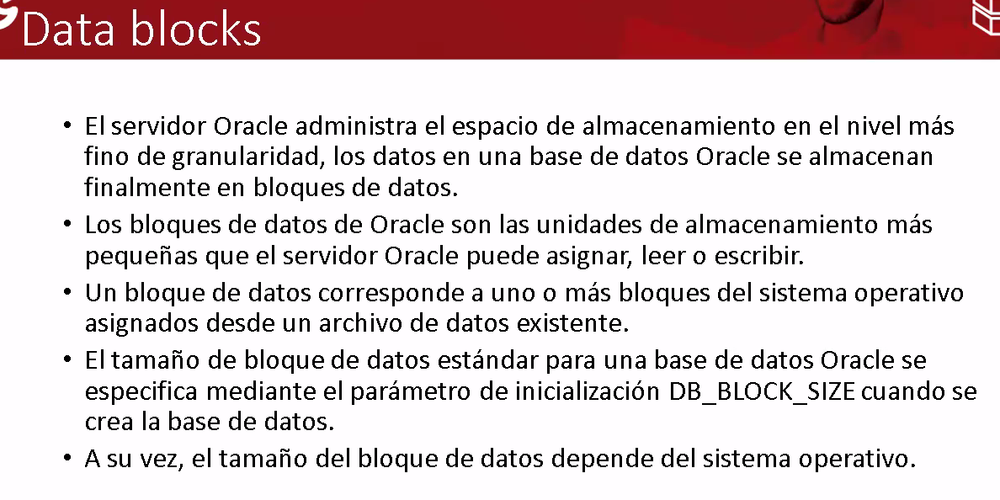 Data blocks
• El servidor Oracle administra el espacio de almacenamiento en el nivel más
fino de granularidad, los datos en una base de datos Oracle se almacenan
finalmente en bloques de datos.
• Los bloques de datos de Oracle son las unidades de almacenamiento más
pequeñas que el servidor Oracle puede asignar, leer o escribir.
• Un bloque de datos corresponde a uno o más bloques del sistema operativo
asignados desde un archivo de datos existente.
• El tamaño de bloque de datos estándar para una base de datos Oracle se
especifica mediante el parámetro de inicialización DB_BLOCK_SIZE cuando se
crea la base de datos.
• A su vez, el tamaño del bloque de datos depende del sistema operativo.